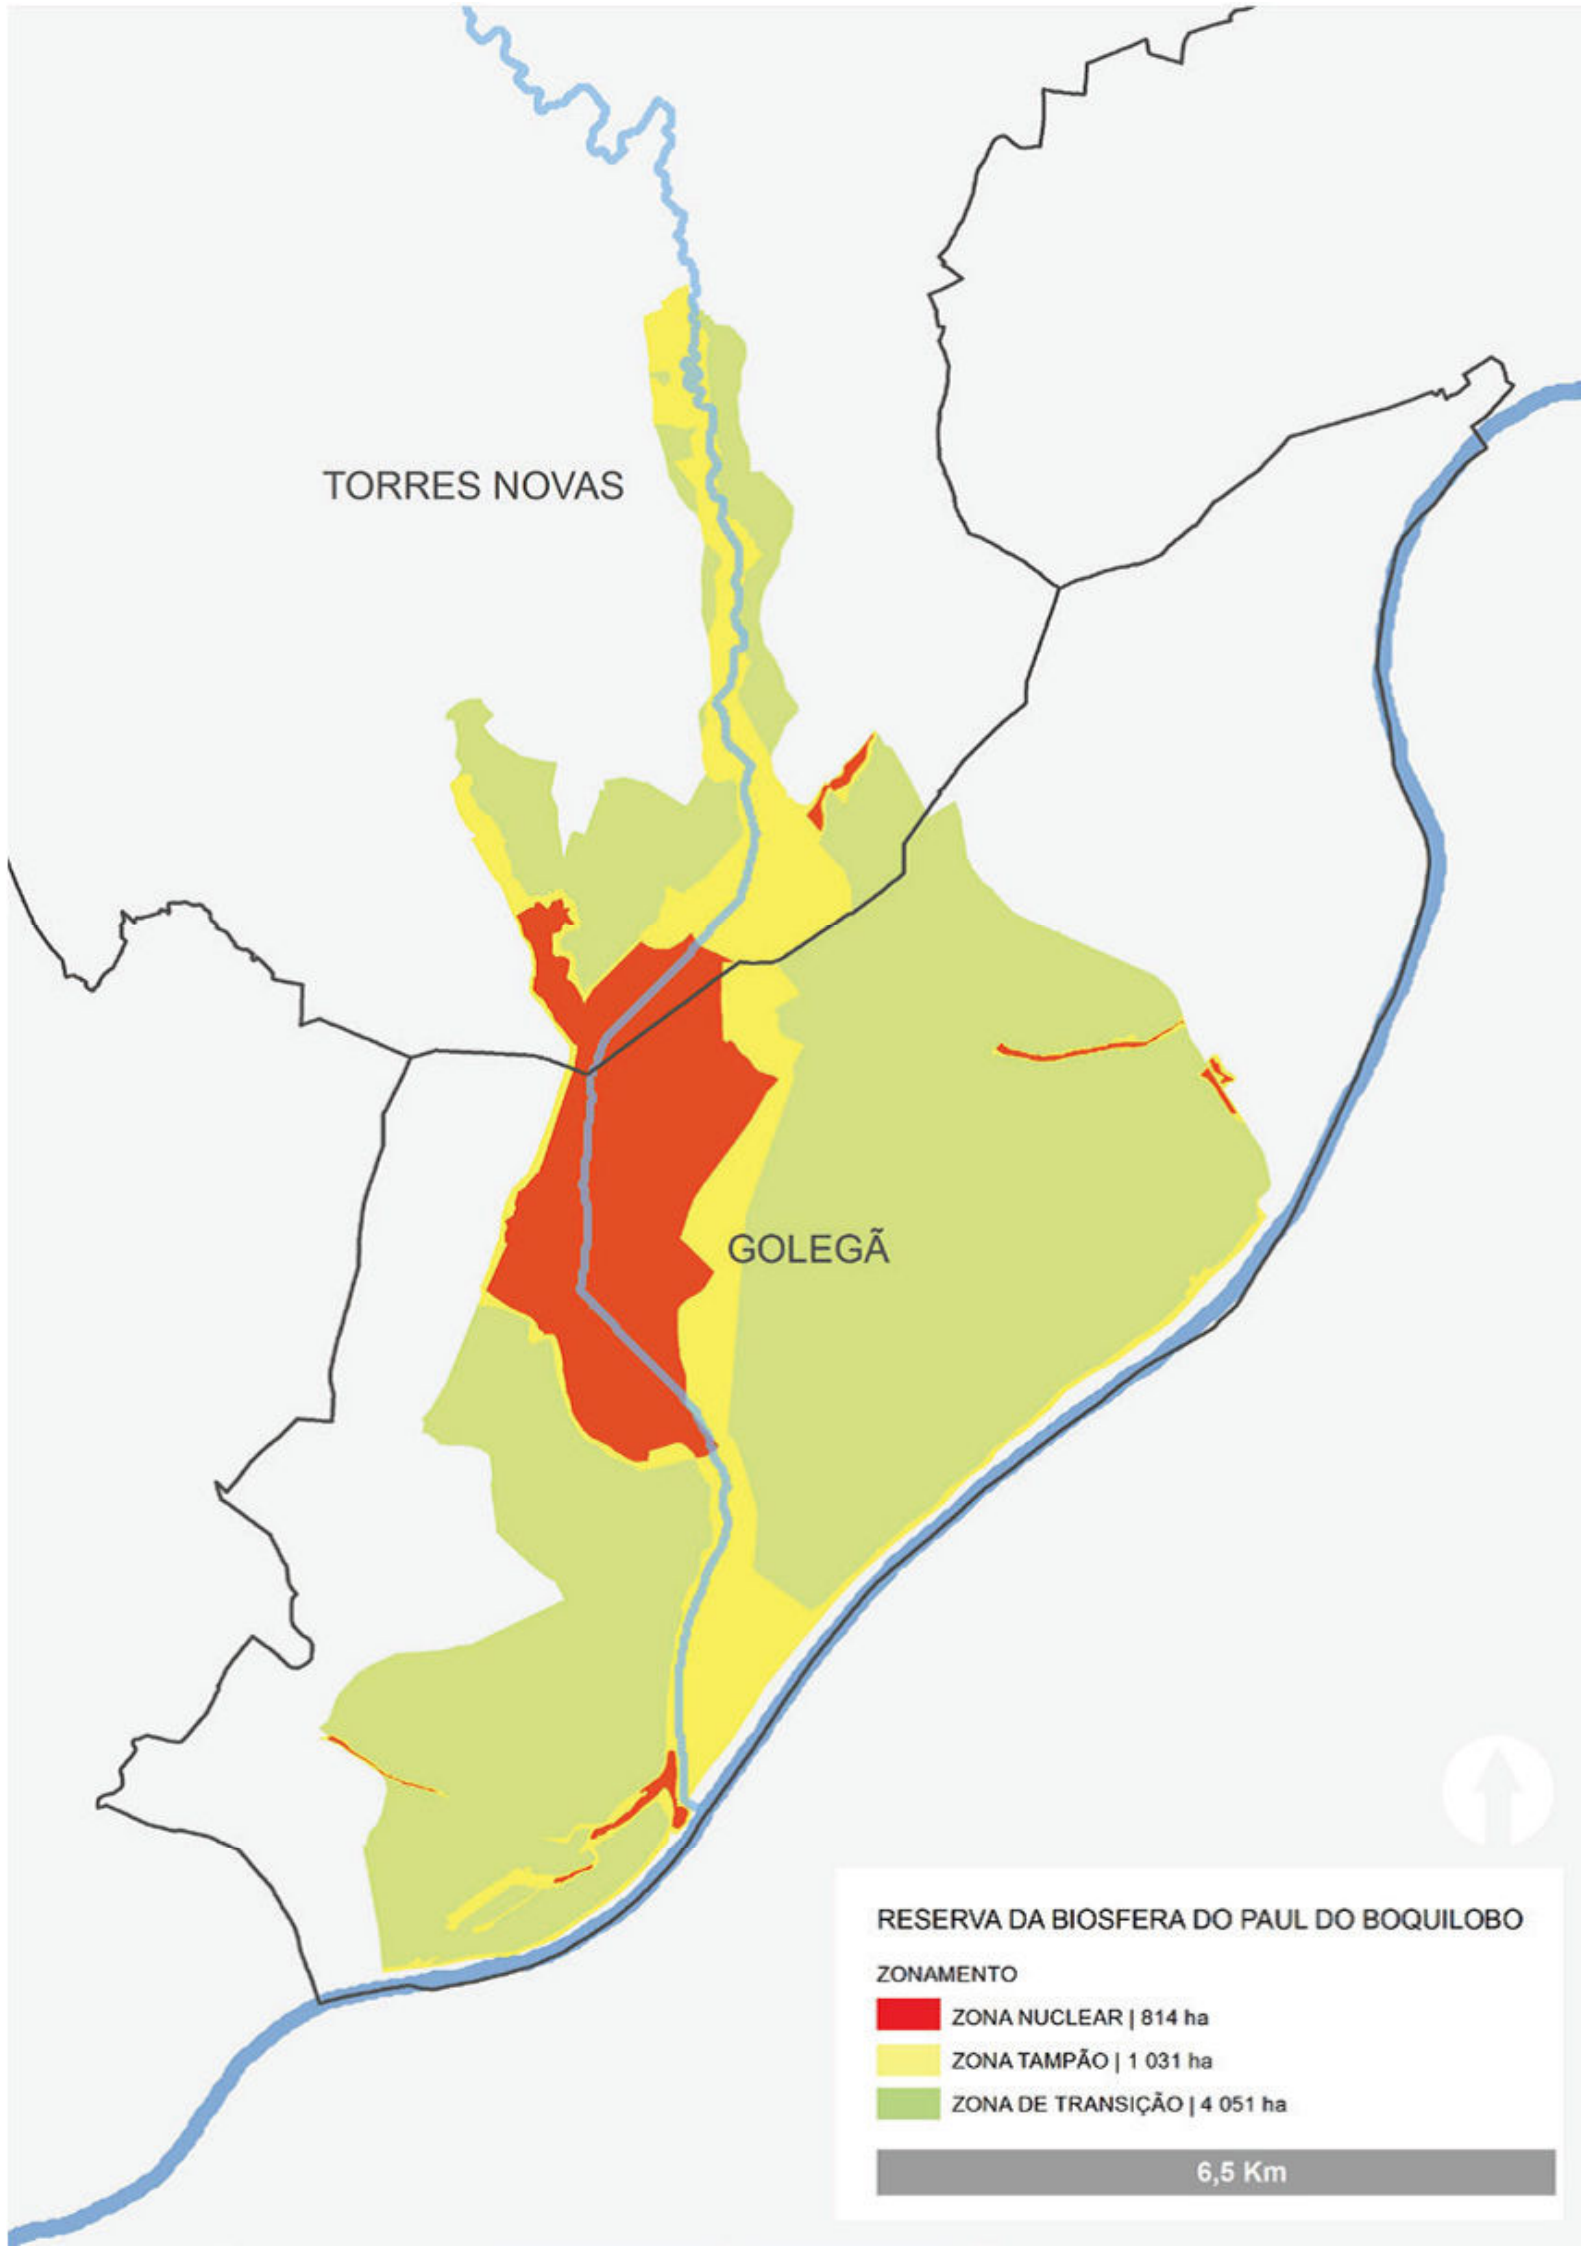 TORRES NOVAS
GOLEGÃ
RESERVA DA BIOSFERA DO PAUL DO BOQUILOBO
ZONAMENTO
ZONA NUCLEAR | 814 ha
ZONA TAMPÃO | 1 031 ha
ZONA DE TRANSIÇÃO | 4 051 ha
6,5 Km